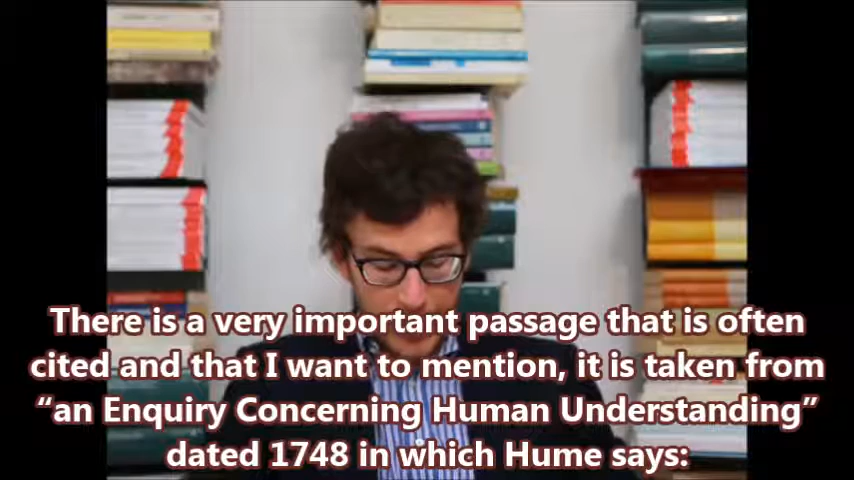 There is a very important passage that is often
cited and that I want to mention, it is taken from
“an Enquiry Concerning Human Understanding”
dated 1748 in which Hume says: